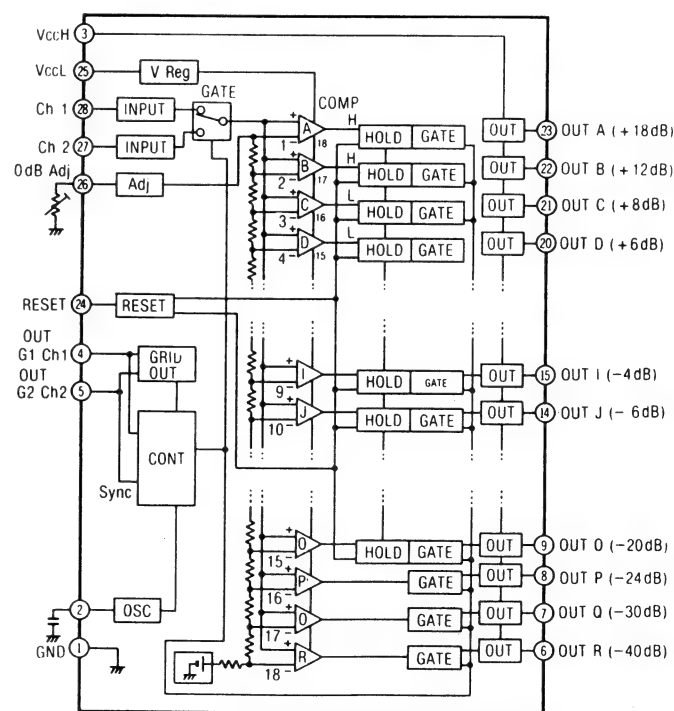 VccH 3
VccL 25 V Reg
GATE
COMP
Ch 1 28 INPUT + A 1 - 18 H HOLD GATE OUT 23 OUT A (+18dB)
Ch 2 27 INPUT + B 2 - 17 H HOLD GATE OUT 22 OUT B (+12dB)
0dB Adj 26 Adj + C 3 - 16 L HOLD GATE OUT 21 OUT C (+8dB)
+ D 4 - 15 L HOLD GATE OUT 20 OUT D (+6dB)
RESET 24 RESET
OUT
G1 Ch1 4 GRID
OUT OUT
G2 Ch2 5
+ I 9 - HOLD GATE OUT 15 OUT I (-4dB)
+ J 10 - HOLD GATE OUT 14 OUT J (- 6dB)
CONT
Sync
+ O 15 - HOLD GATE OUT 9 OUT O (-20dB)
2 OSC + P 16 - GATE OUT 8 OUT P (-24dB)
+ O 17 - GATE OUT 7 OUT Q (-30dB)
GND 1 + R 18 - GATE OUT 6 OUT R (-40dB)